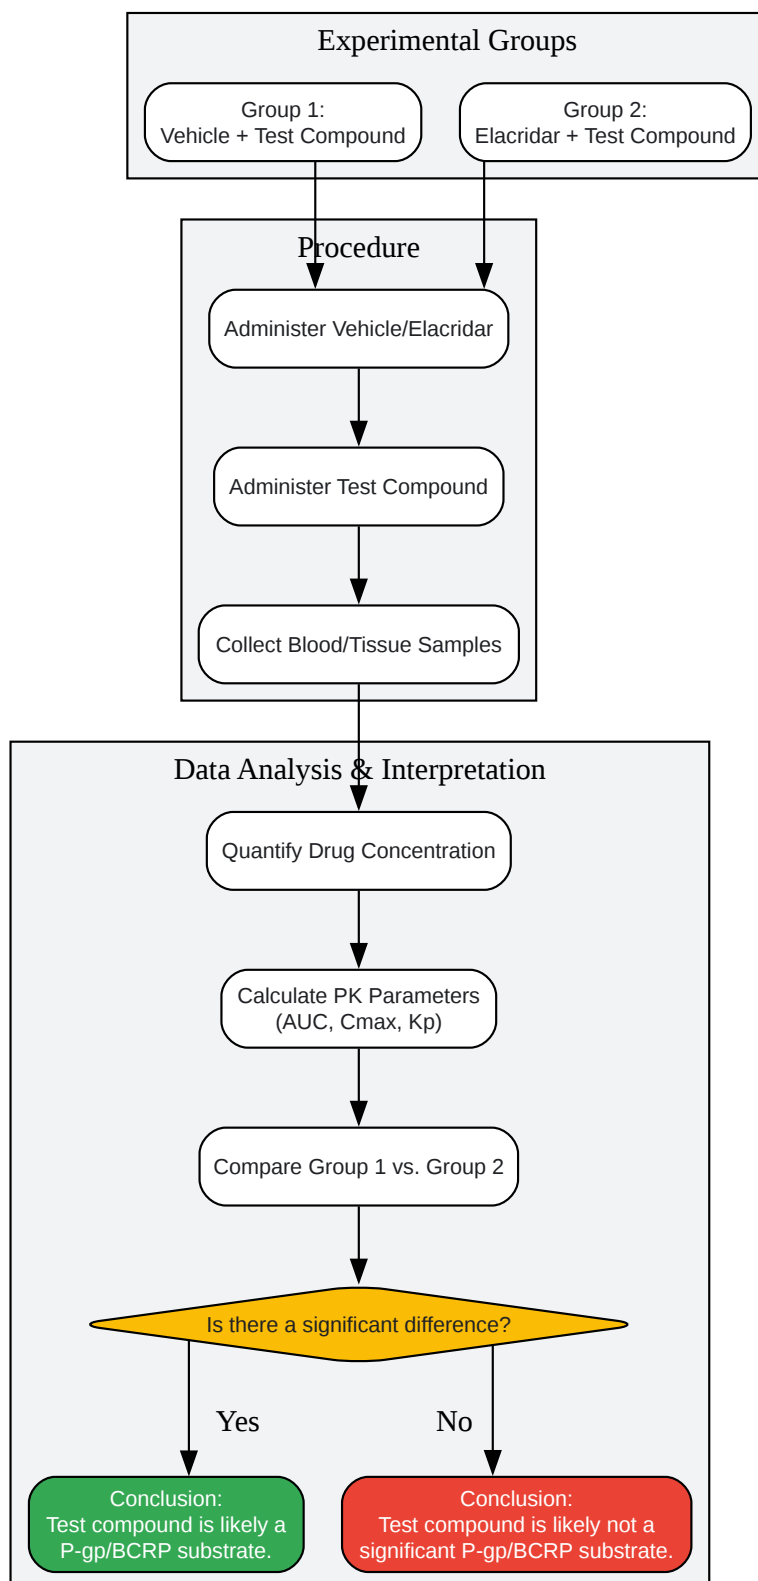 Experimental Groups
Group 1:
Vehicle + Test Compound
Group 2:
Elacridar + Test Compound
Procedure
Administer Vehicle/Elacridar
Administer Test Compound
Collect Blood/Tissue Samples
Data Analysis & Interpretation
Quantify Drug Concentration
Calculate PK Parameters
(AUC, Cmax, Kp)
Compare Group 1 vs. Group 2
Is there a significant difference?
Yes
No
Conclusion:
Test compound is likely a
P-gp/BCRP substrate.
Conclusion:
Test compound is likely not a
significant P-gp/BCRP substrate.